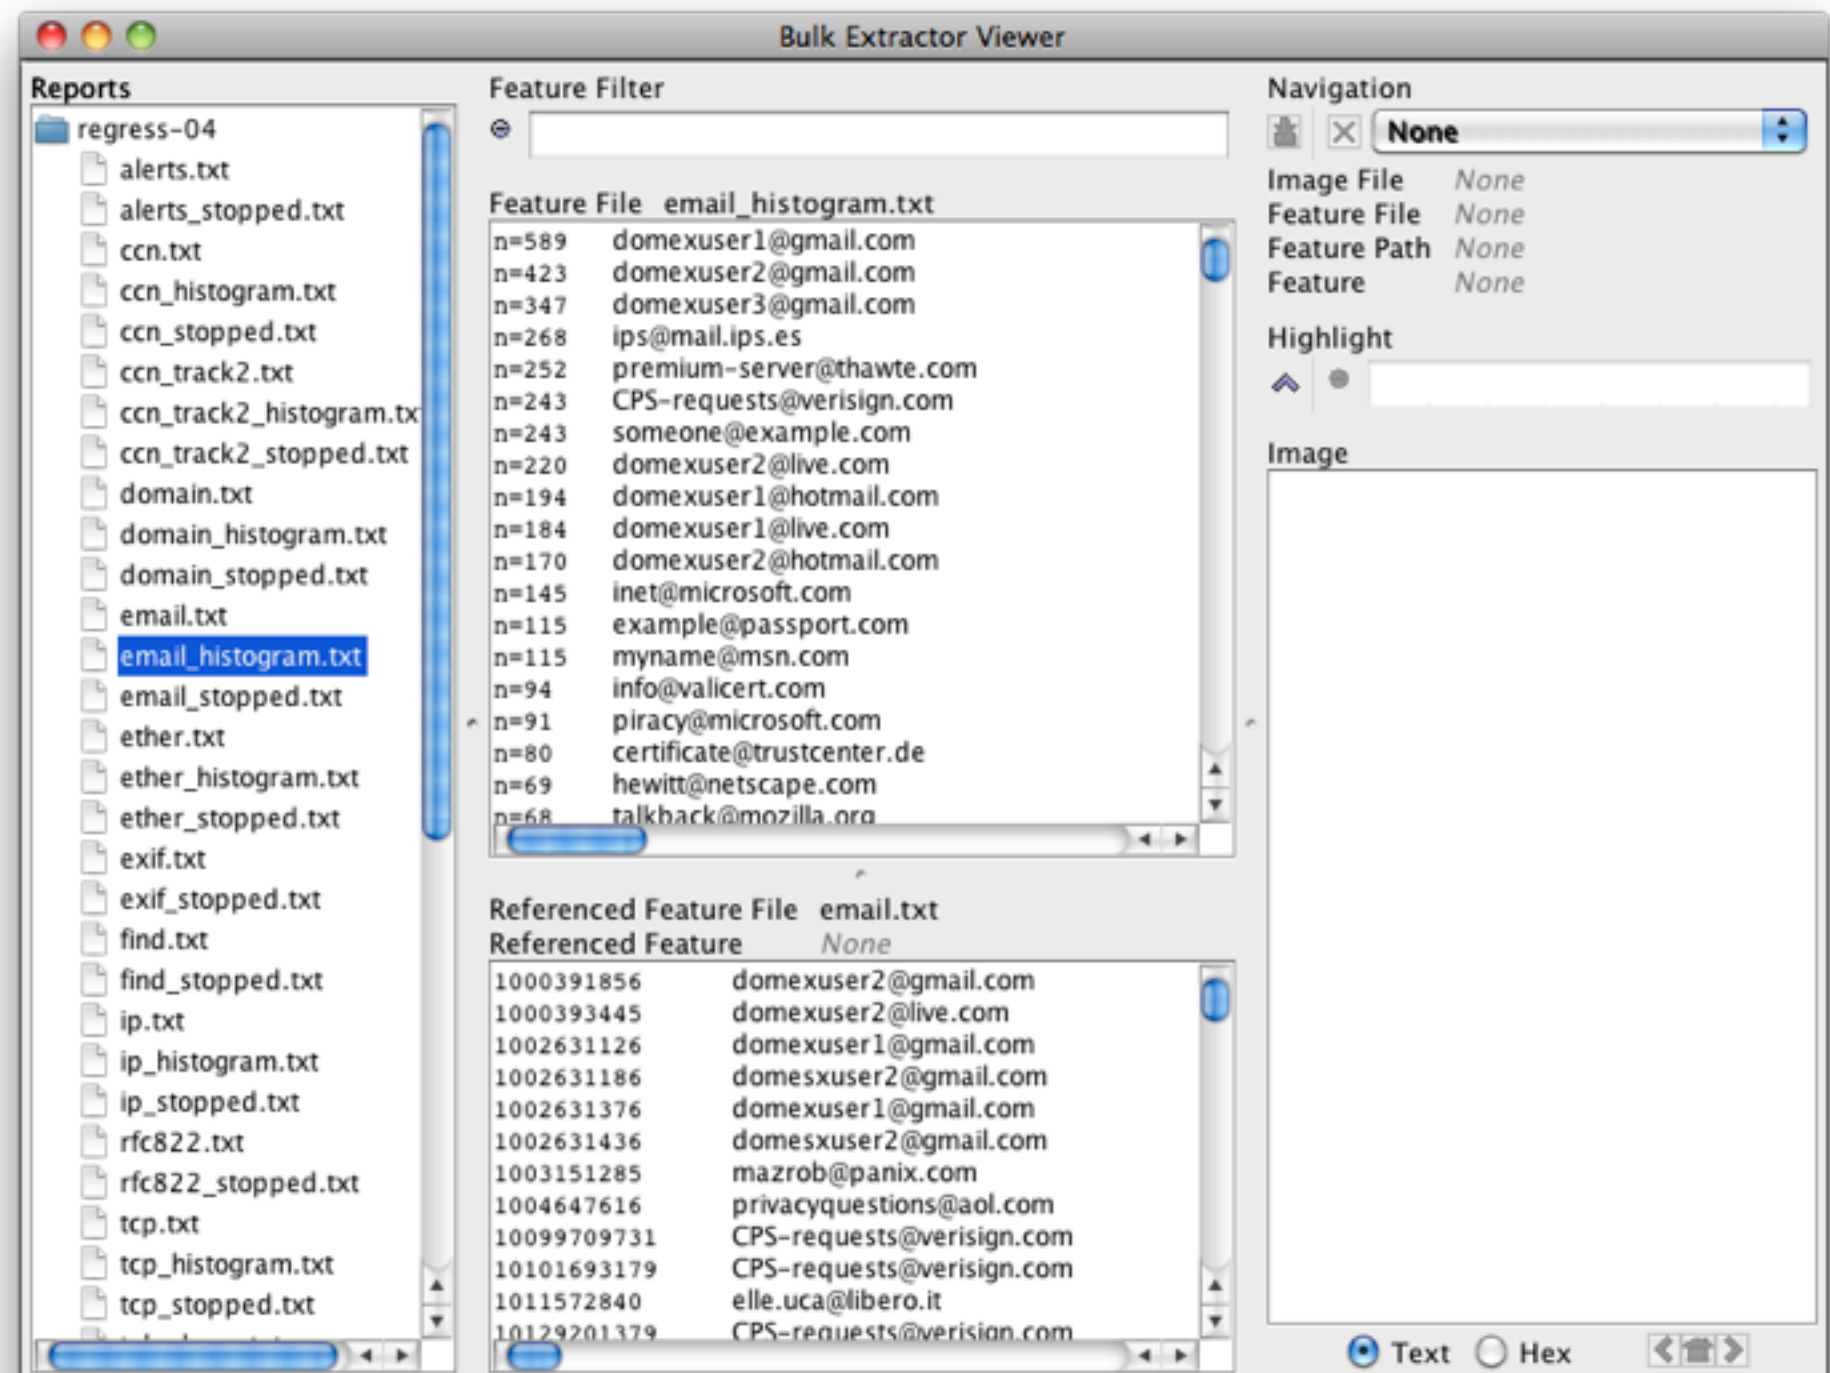 Bulk Extractor Viewer
Reports
regress-04
alerts.txt
alerts_stopped.txt
ccn.txt
ccn_histogram.txt
ccn_stopped.txt
ccn_track2.txt
ccn_track2_histogram.tx
ccn_track2_stopped.txt
domain.txt
domain_histogram.txt
domain_stopped.txt
email.txt
email_histogram.txt
email_stopped.txt
ether.txt
ether_histogram.txt
ether_stopped.txt
exif.txt
exif_stopped.txt
find.txt
find_stopped.txt
ip.txt
ip_histogram.txt
ip_stopped.txt
rfc822.txt
rfc822_stopped.txt
tcp.txt
tcp_histogram.txt
tcp_stopped.txt
Feature Filter
Feature File email_histogram.txt
n=589 domexuser1@gmail.com
n=423 domexuser2@gmail.com
n=347 domexuser3@gmail.com
n=268 ips@mail.ips.es
n=252 premium-server@thawte.com
n=243 CPS-requests@verisign.com
n=243 someone@example.com
n=220 domexuser2@live.com
n=194 domexuser1@hotmail.com
n=184 domexuser1@live.com
n=170 domexuser2@hotmail.com
n=145 inet@microsoft.com
n=115 example@passport.com
n=115 myname@msn.com
n=94 info@valicert.com
n=91 piracy@microsoft.com
n=80 certificate@trustcenter.de
n=69 hewitt@netscape.com
n=68 talkback@mozilla.org
Referenced Feature File email.txt
Referenced Feature None
1000391856 domexuser2@gmail.com
1000393445 domexuser2@live.com
1002631126 domexuser1@gmail.com
1002631186 domesxuser2@gmail.com
1002631376 domexuser1@gmail.com
1002631436 domesxuser2@gmail.com
1003151285 mazrob@panix.com
1004647616 privacyquestions@aol.com
10099709731 CPS-requests@verisign.com
10101693179 CPS-requests@verisign.com
1011572840 elle.uca@libero.it
10129201379 CPS-requests@verisign.com
Navigation
None
Image File None
Feature File None
Feature Path None
Feature None
Highlight
Image
Text Hex